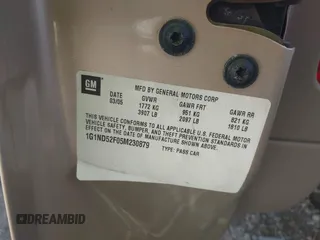 GM
MFD BY GENERAL MOTORS CORP
DATE GVWR GAWR FRT GAWR RR
03/05 1772 KG 951 KG 821 KG
3907 LB 2097 LB 1810 LB
THIS VEHICLE CONFORMS TO ALL APPLICABLE U.S. FEDERAL MOTOR
VEHICLE SAFETY, BUMPER, AND THEFT PREVENTION STANDARDS IN
EFFECT ON THE DATE OF MANUFACTURE SHOWN ABOVE.
1G1ND52F05M230879 TYPE: PASS CAR
DREAMBID